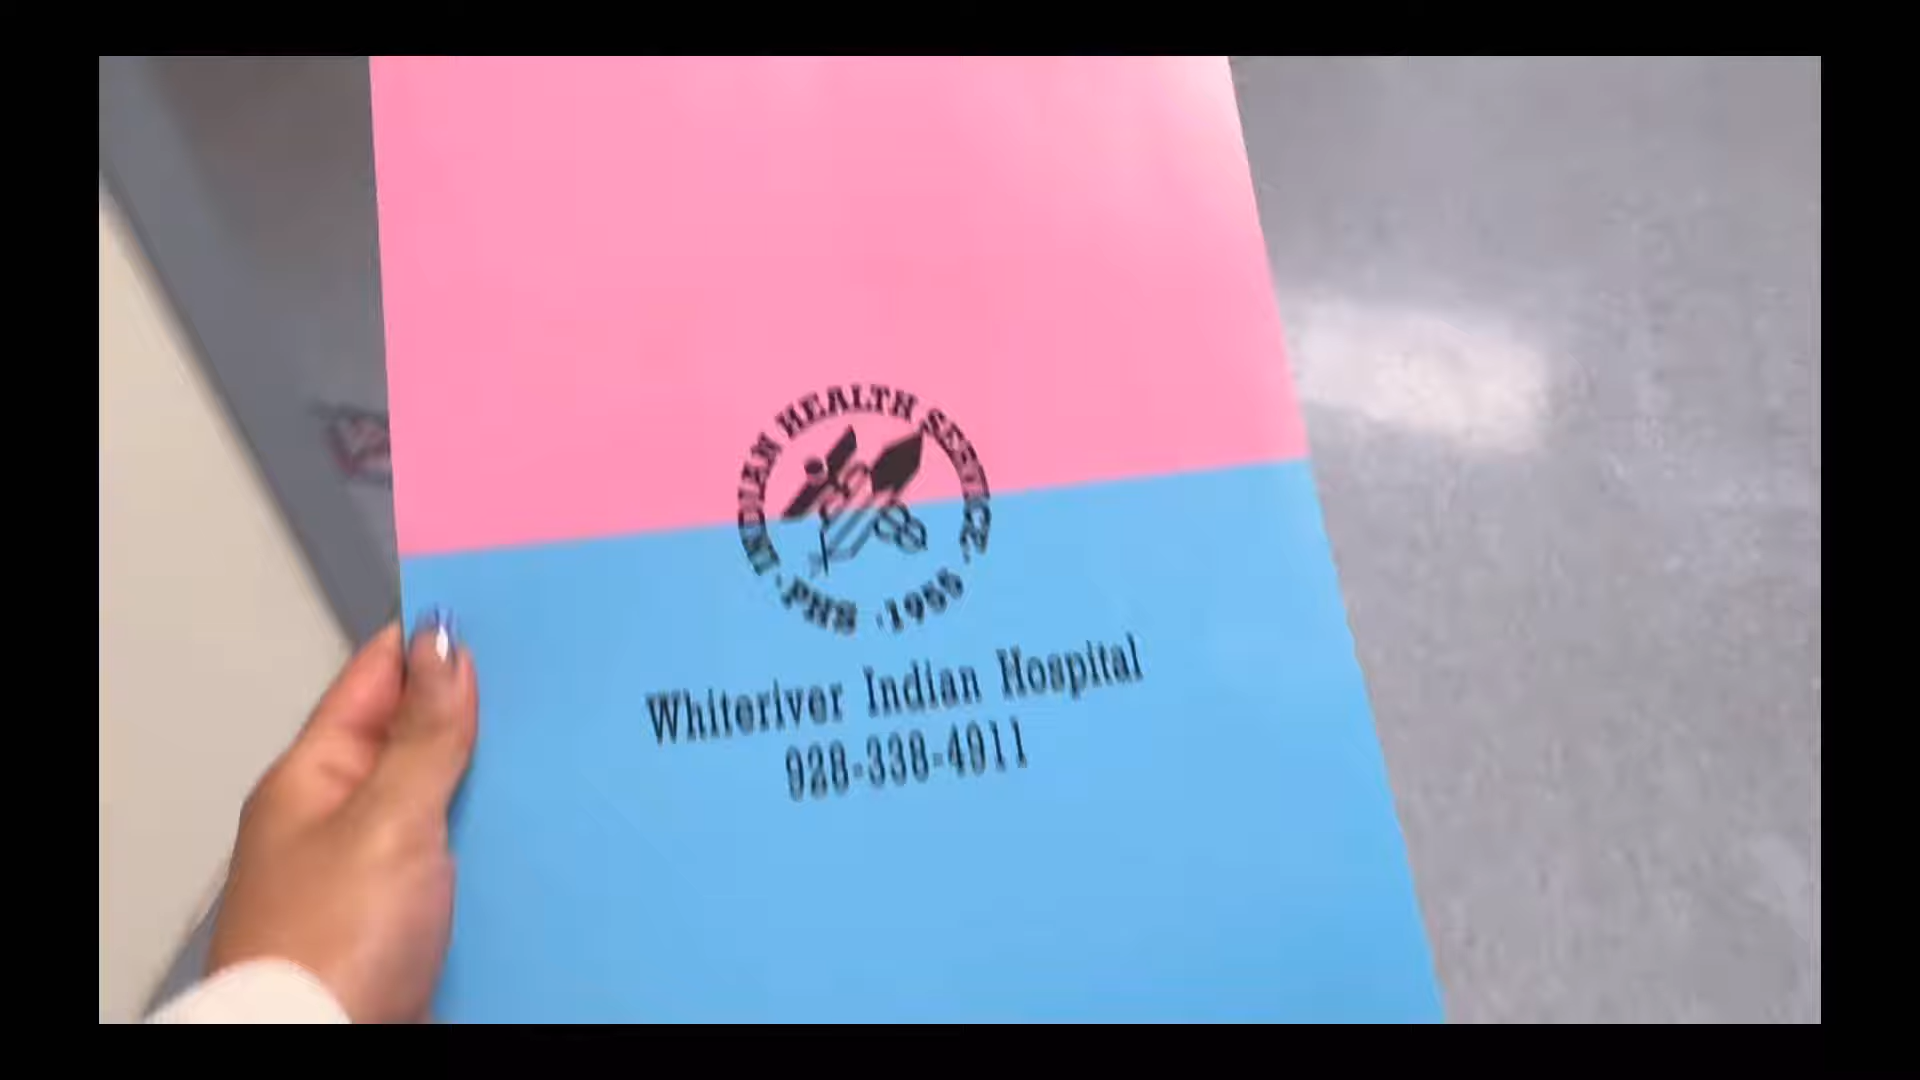 INDIAN HEALTH SERVICE
· PHS · 1955 ·
Whiteriver Indian Hospital
928-338-4911